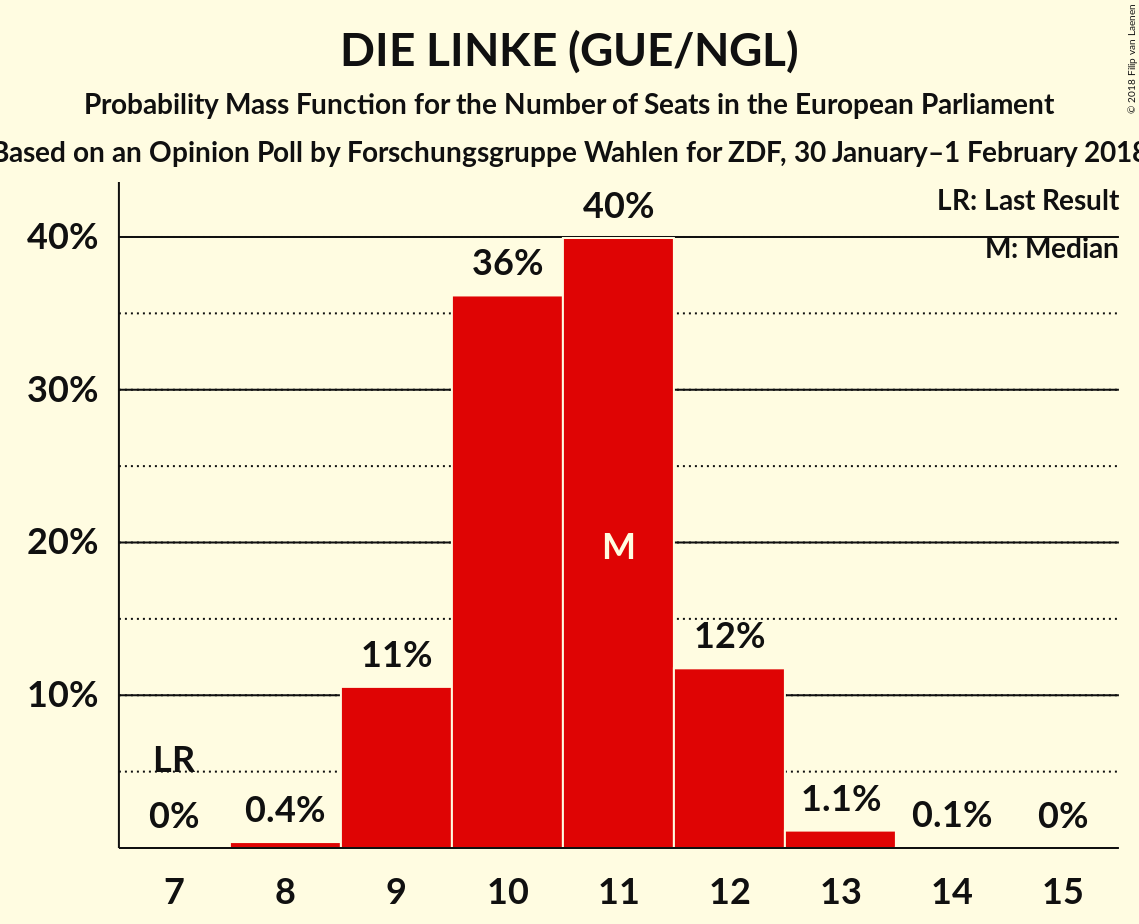 DIE LINKE (GUE/NGL)
Probability Mass Function for the Number of Seats in the European Parliament
Based on an Opinion Poll by Forschungsgruppe Wahlen for ZDF, 30 January–1 February 2018
© 2018 Filip van Laenen
LR: Last Result
M: Median
40%
30%
20%
10%
LR
0%
0.4%
11%
36%
40%
M
12%
1.1%
0.1%
0%
7 8 9 10 11 12 13 14 15